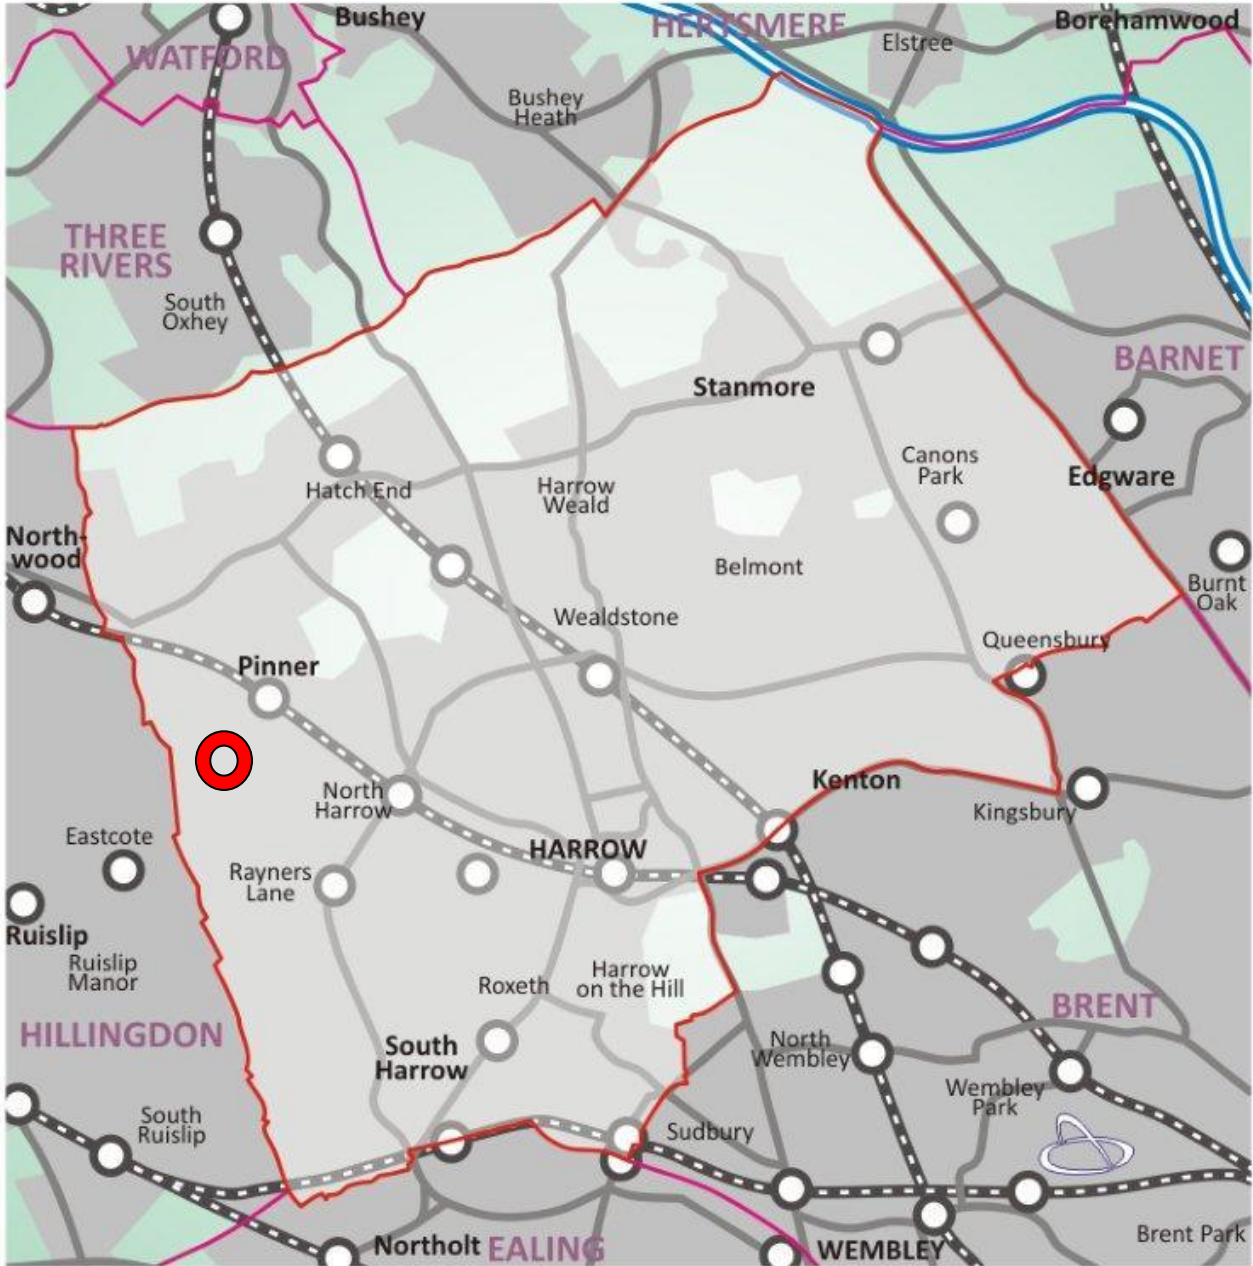 Bushey
HERTSMERE
Borehamwood
Elstree
WATFORD
Bushey
Heath
THREE
RIVERS
South
Oxhey
BARNET
Stanmore
Canons
Park
Edgware
Hatch End
Harrow
Weald
North-
wood
Belmont
Burnt
Oak
Wealdstone
Queensbury
Pinner
Kenton
North
Harrow
Kingsbury
Eastcote
HARROW
Rayners
Lane
Ruislip
Ruislip
Manor
Roxeth
Harrow
on the Hill
BRENT
HILLINGDON
South
Harrow
North
Wembley
Wembley
Park
South
Ruislip
Sudbury
Northolt
EALING
WEMBLEY
Brent Park